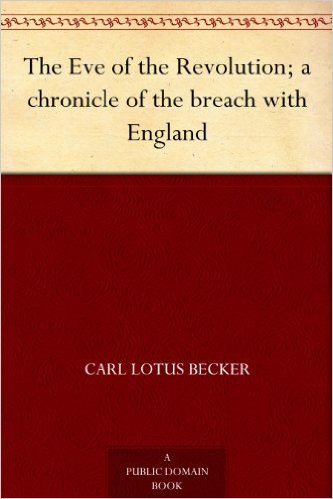 The Eve of the Revolution; a
chronicle of the breach with
England
CARL LOTUS BECKER
A
PUBLIC DOMAIN
BOOK